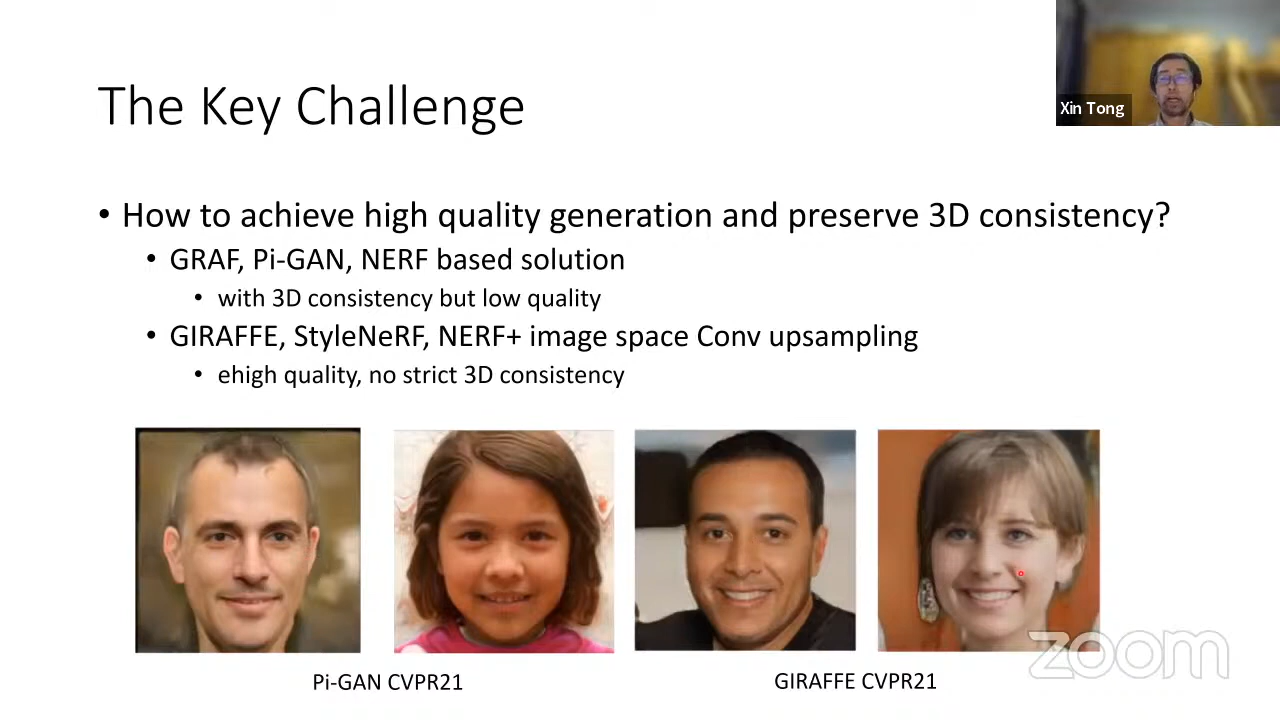 The Key Challenge
Xin Tong
• How to achieve high quality generation and preserve 3D consistency?
• GRAF, Pi-GAN, NERF based solution
• with 3D consistency but low quality
• GIRAFFE, StyleNeRF, NERF+ image space Conv upsampling
• ehigh quality, no strict 3D consistency
zoom
Pi-GAN CVPR21
GIRAFFE CVPR21